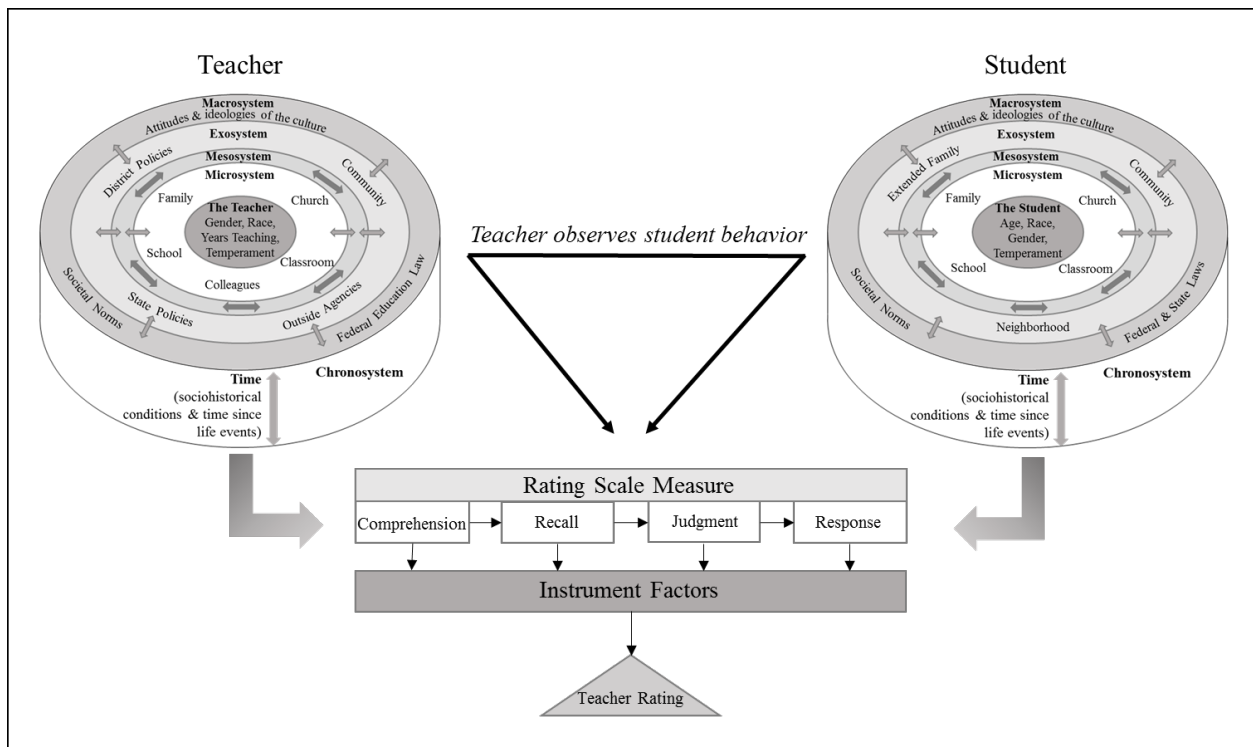 Teacher
Macrosystem
Attitudes & ideologies of the culture
Exosystem
District Policies
Community
Mesosystem
Microsystem
Family
Church
The Teacher
Gender, Race,
Years Teaching,
Temperament
School
Classroom
Colleagues
State Policies
Outside Agencies
Societal Norms
Federal Education Law
Chronosystem
Time
(sociohistorical
conditions & time since
life events)
Student
Macrosystem
Attitudes & ideologies of the culture
Exosystem
Extended Family
Community
Mesosystem
Microsystem
Family
Church
The Student
Age, Race,
Gender,
Temperament
School
Classroom
Neighborhood
Societal Norms
Federal & State Laws
Chronosystem
Time
(sociohistorical
conditions & time since
life events)
Teacher observes student behavior
Rating Scale Measure
Comprehension
Recall
Judgment
Response
Instrument Factors
Teacher Rating